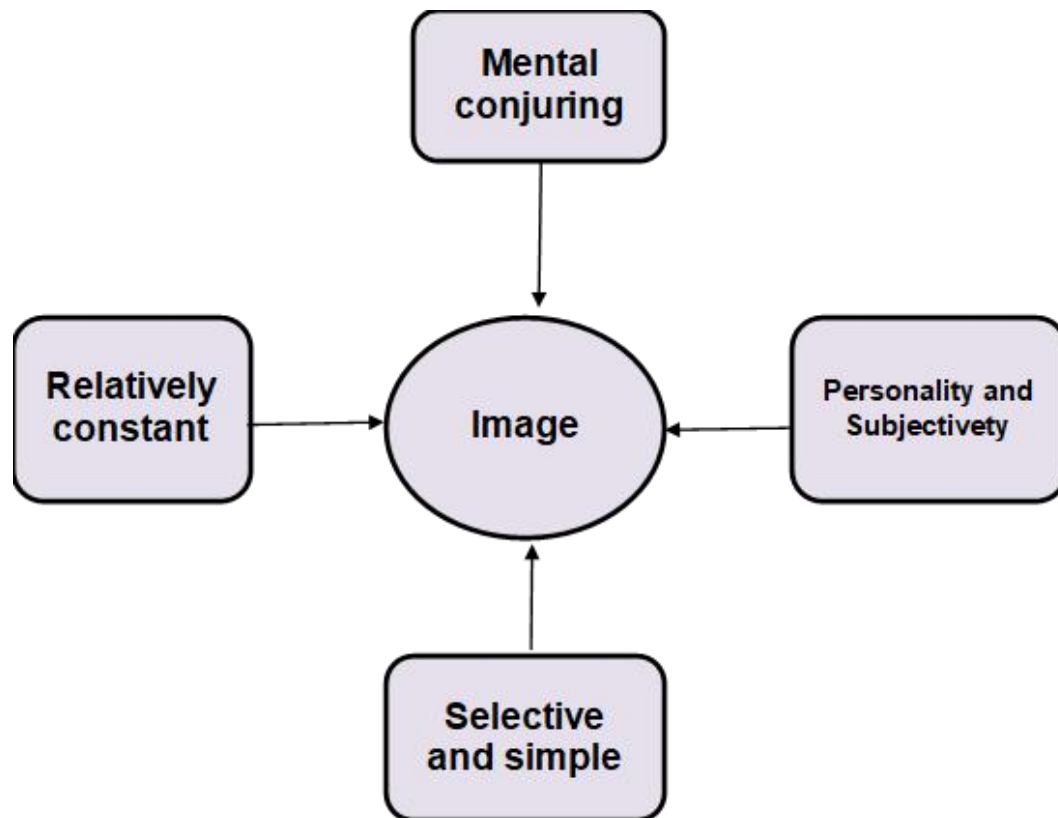 Mental
conjuring
Relatively
constant
Image
Personality and
Subjectivety
Selective
and simple